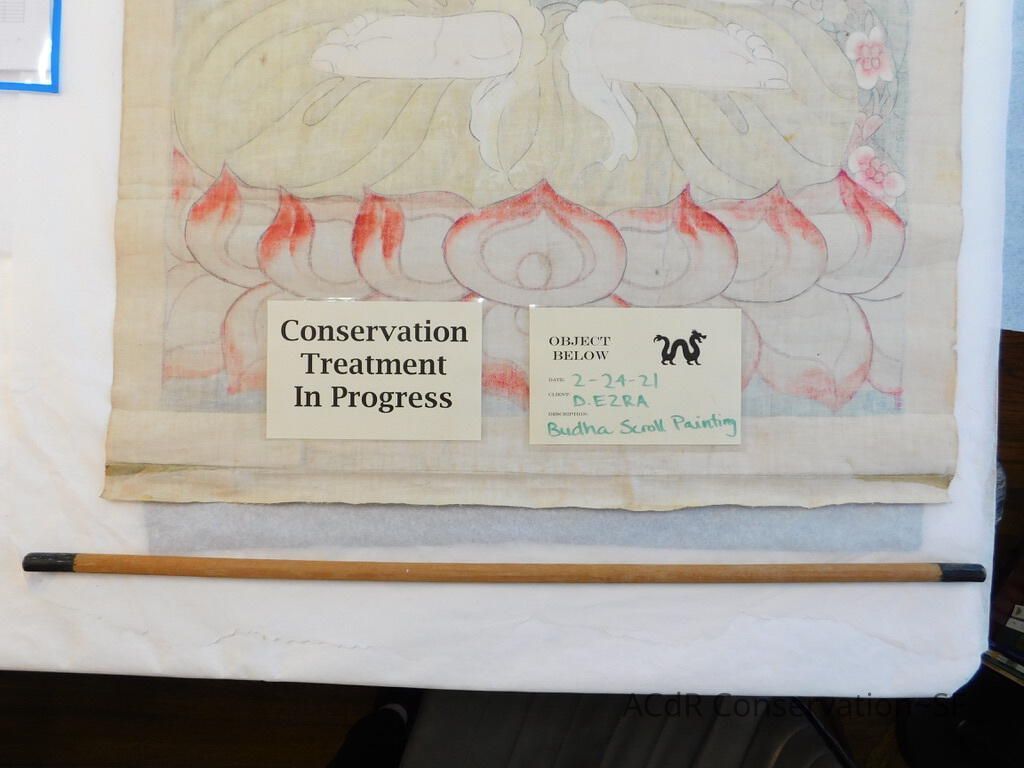 Conservation
Treatment
In Progress
OBJECT
BELOW
DATE: 2-24-21
CLIENT: D.EZRA
DESCRIPTION:
Budha Scroll Painting
ACdR Conservation~SF